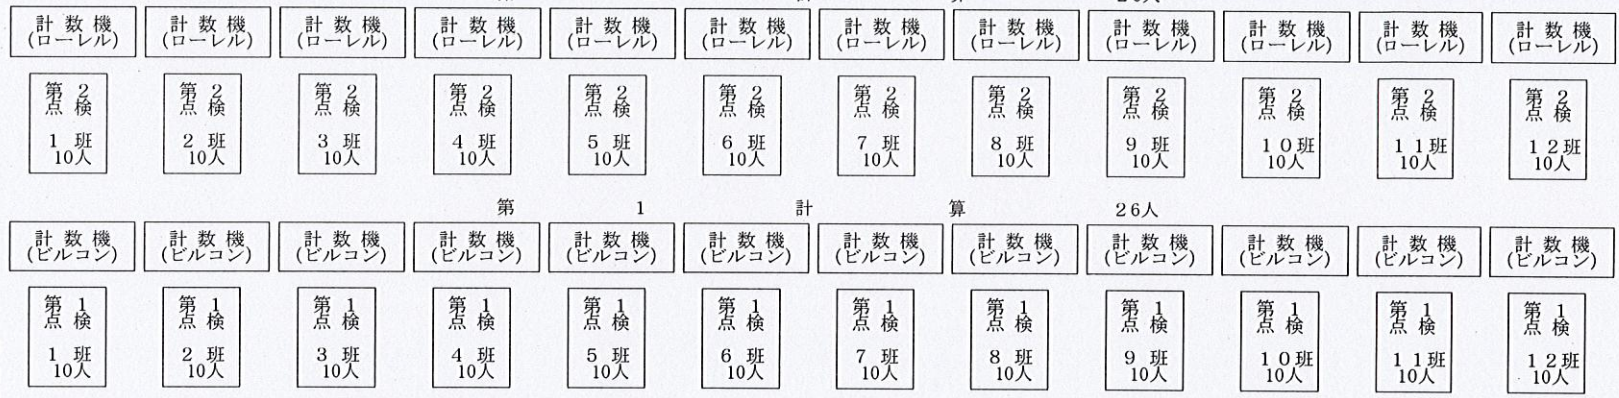 計数機 計数機 計数機 計数機 計数機 計数機 計数機 計数機 計数機 計数機 計数機 計数機
(ローレル) (ローレル) (ローレル) (ローレル) (ローレル) (ローレル) (ローレル) (ローレル) (ローレル) (ローレル) (ローレル) (ローレル)
第2 第2 第2 第2 第2 第2 第2 第2 第2 第2 第2 第2
点検 点検 点検 点検 点検 点検 点検 点検 点検 点検 点検 点検
1班 2班 3班 4班 5班 6班 7班 8班 9班 10班 11班 12班
10人 10人 10人 10人 10人 10人 10人 10人 10人 10人 10人 10人
第 1 計 算 26人
計数機 計数機 計数機 計数機 計数機 計数機 計数機 計数機 計数機 計数機 計数機 計数機
(ビルコン) (ビルコン) (ビルコン) (ビルコン) (ビルコン) (ビルコン) (ビルコン) (ビルコン) (ビルコン) (ビルコン) (ビルコン) (ビルコン)
第1 第1 第1 第1 第1 第1 第1 第1 第1 第1 第1 第1
点検 点検 点検 点検 点検 点検 点検 点検 点検 点検 点検 点検
1班 2班 3班 4班 5班 6班 7班 8班 9班 10班 11班 12班
10人 10人 10人 10人 10人 10人 10人 10人 10人 10人 10人 10人